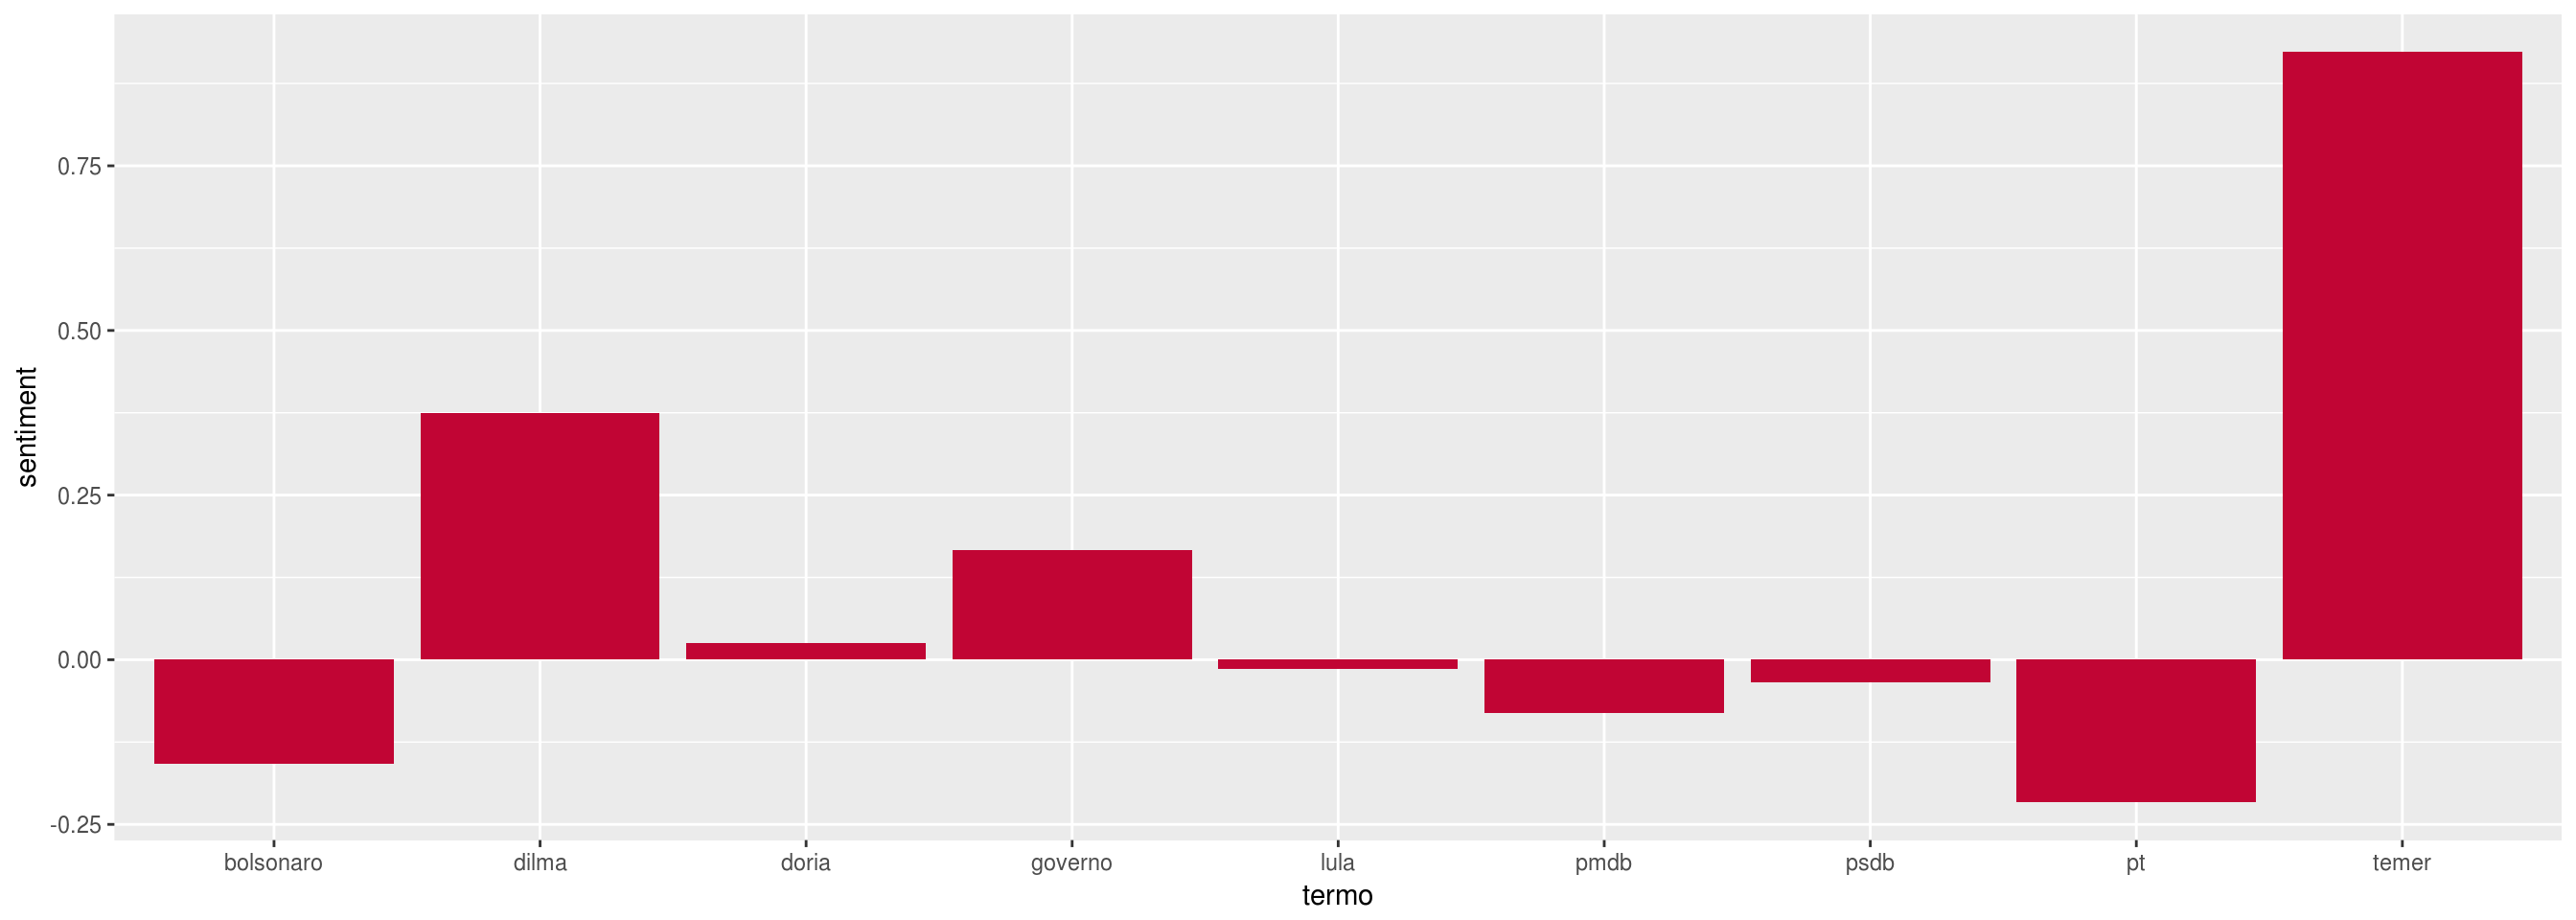 0.75
0.50
0.25
0.00
-0.25
sentiment
bolsonaro dilma doria governo lula pmdb psdb pt temer
termo